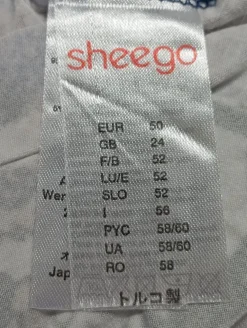 sheego
EUR 50
GB 24
F/B 52
LU/E 52
SLO 52
I 56
PYC 58/60
UA 58/60
RO 58
トルコ製